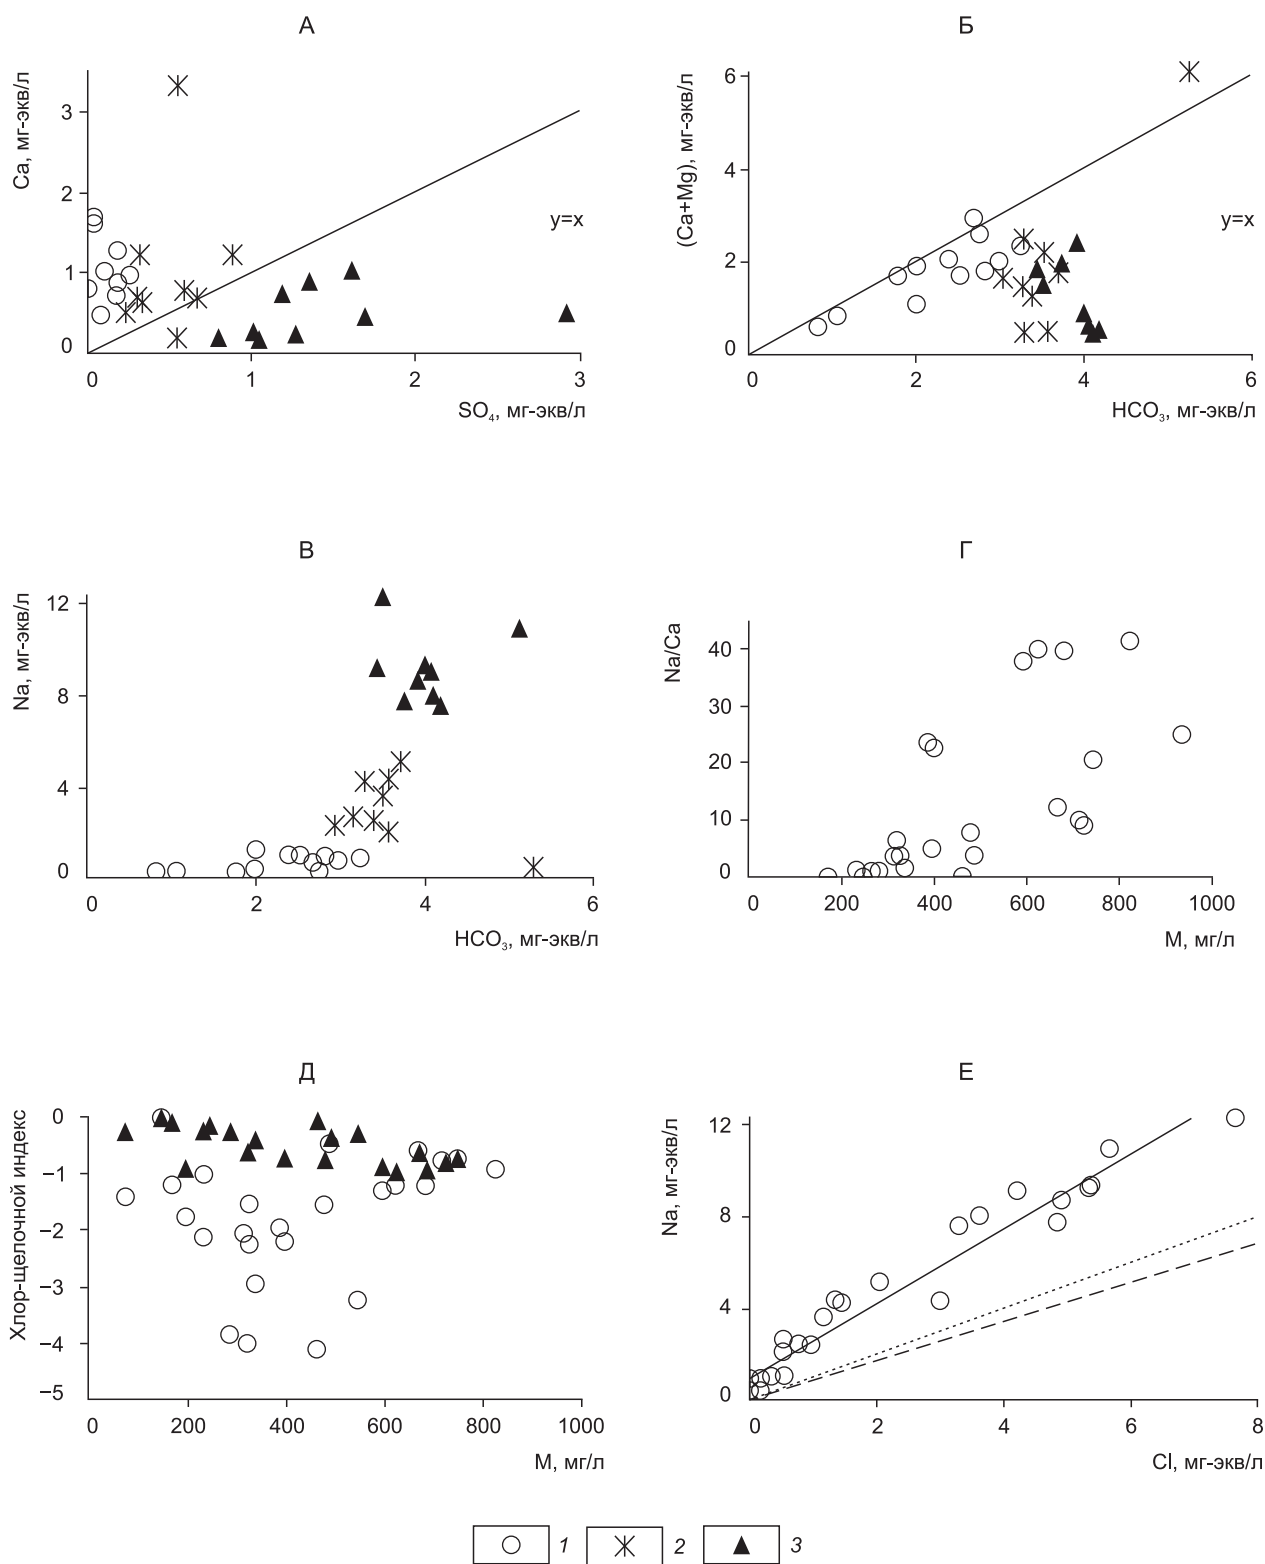 А
Ca, мг-экв/л
3
2
1
0
y=x
0 1 2 3
SO₄, мг-экв/л
Б
(Ca+Mg), мг-экв/л
6
4
2
0
y=x
0 2 4 6
HCO₃, мг-экв/л
В
Na, мг-экв/л
12
8
4
0
0 2 4 6
HCO₃, мг-экв/л
Г
Na/Ca
40
30
20
10
0
0 200 400 600 800 1000
М, мг/л
Д
Хлор-щелочной индекс
0
−1
−2
−3
−4
−5
0 200 400 600 800 1000
М, мг/л
Е
Na, мг-экв/л
12
8
4
0
0 2 4 6 8
Cl, мг-экв/л
1 2 3